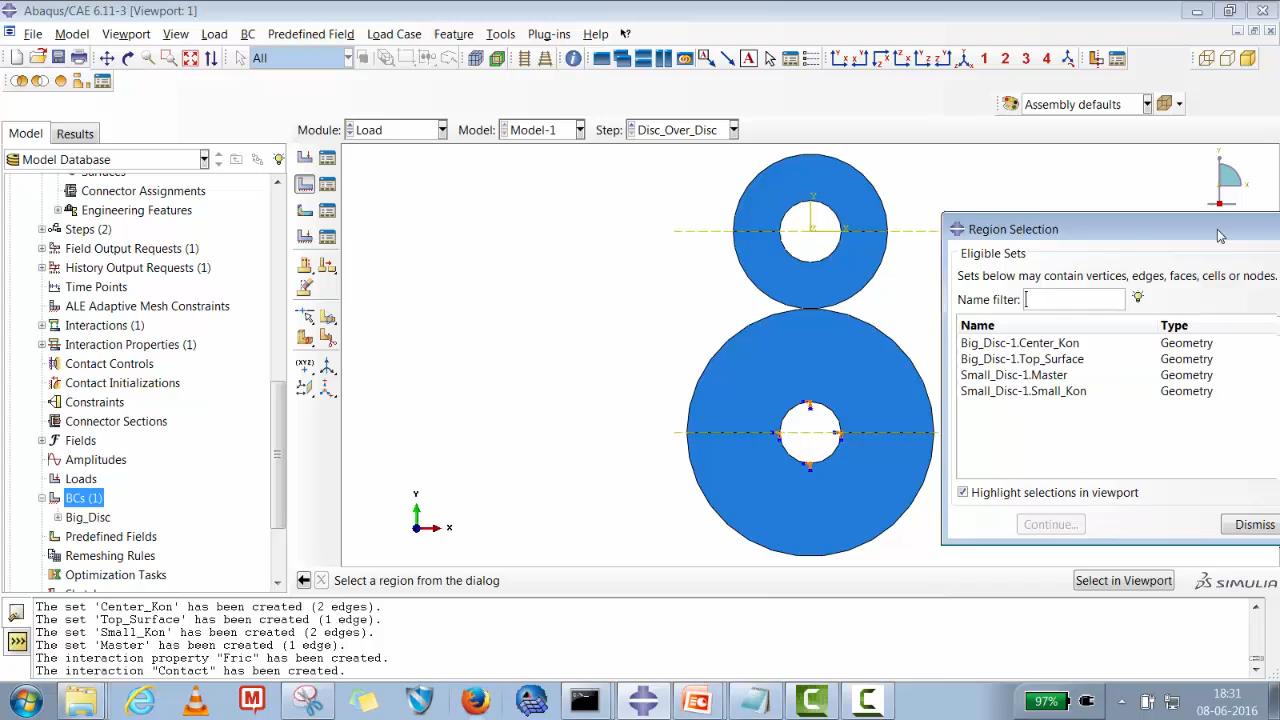 Abaqus/CAE 6.11-3 [Viewport: 1]
File Model Viewport View Load BC Predefined Field Load Case Feature Tools Plug-ins Help
All
A 1 2 3 4
Assembly defaults
Model Results
Module: Load Model: Model-1 Step: Disc_Over_Disc
Model Database
Surfaces
Connector Assignments
Engineering Features
Steps (2)
Field Output Requests (1)
History Output Requests (1)
Time Points
ALE Adaptive Mesh Constraints
Interactions (1)
Interaction Properties (1)
Contact Controls
Contact Initializations
Constraints
Connector Sections
Fields
Amplitudes
Loads
BCs (1)
Big_Disc
Predefined Fields
Remeshing Rules
Optimization Tasks
(XYZ)
Y
X
Y
X
Region Selection
Eligible Sets
Sets below may contain vertices, edges, faces, cells or nodes.
Name filter:
Name Type
Big_Disc-1.Center_Kon Geometry
Big_Disc-1.Top_Surface Geometry
Small_Disc-1.Master Geometry
Small_Disc-1.Small_Kon Geometry
Highlight selections in viewport
Continue... Dismiss
Select a region from the dialog
Select in Viewport
SIMULIA
The set 'Center_Kon' has been created (2 edges).
The set 'Top_Surface' has been created (1 edge).
The set 'Small_Kon' has been created (2 edges).
The set 'Master' has been created (1 edge).
The interaction property "Fric" has been created.
The interaction "Contact" has been created.
>>>
97%
18:31
08-06-2016